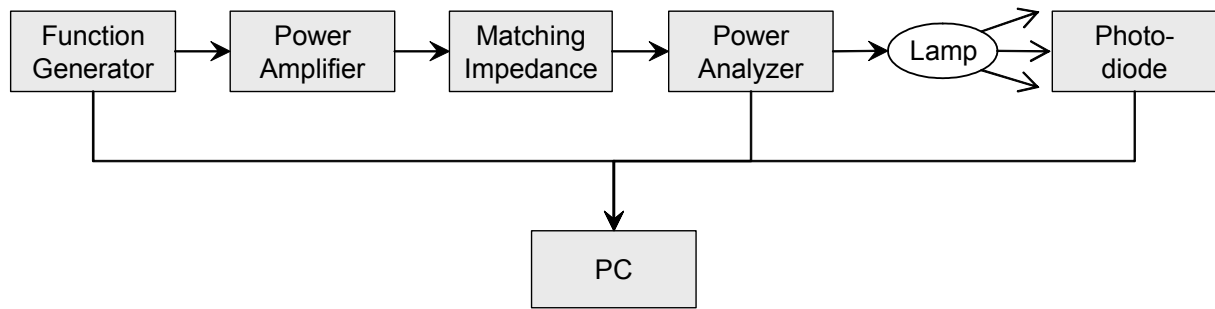 Function
Generator
Power
Amplifier
Matching
Impedance
Power
Analyzer
Lamp
Photo-
diode
PC